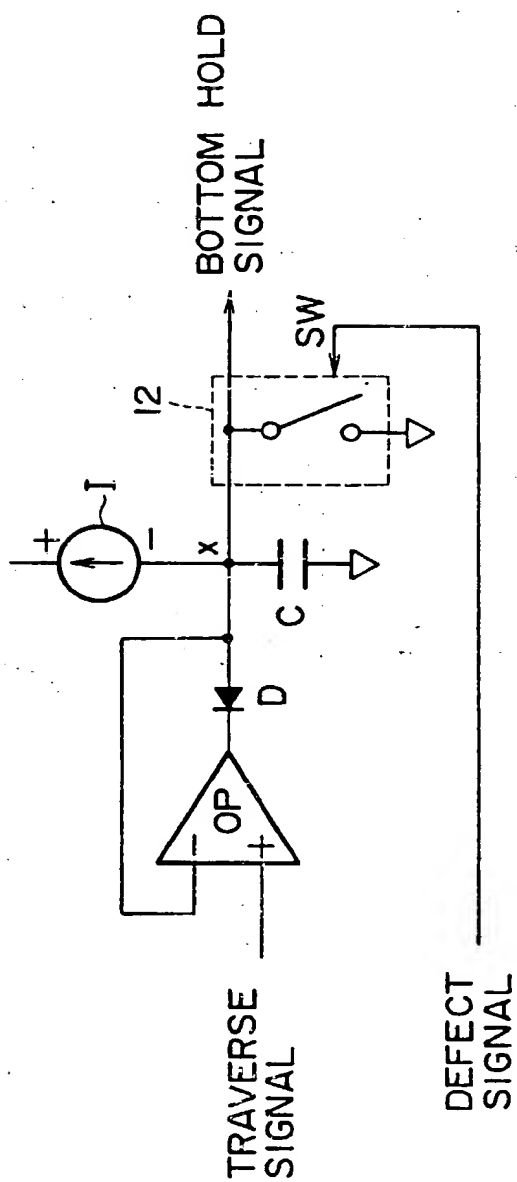 TRAVERSE
SIGNAL
DEFECT
SIGNAL
OP
−
+
D
C
X
I
+
−
12
SW
BOTTOM HOLD
SIGNAL